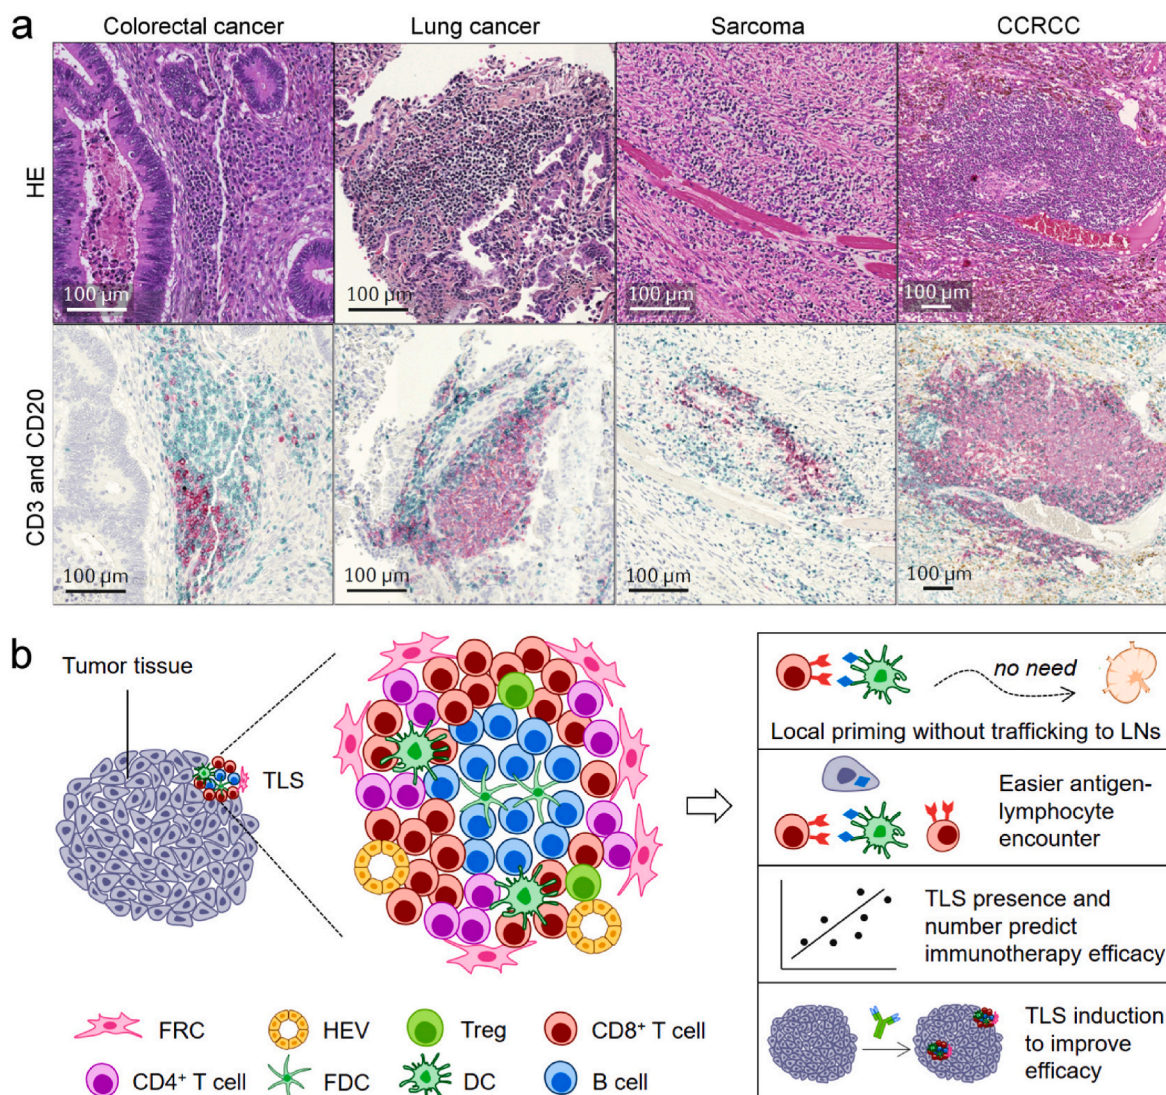 a
Colorectal cancer
Lung cancer
Sarcoma
CCRCC
HE
100 µm
100 µm
100 µm
100 µm
CD3 and CD20
100 µm
100 µm
100 µm
100 µm
b
Tumor tissue
TLS
no need
Local priming without trafficking to LNs
Easier antigen-
lymphocyte
encounter
TLS presence and
number predict
immunotherapy efficacy
TLS induction
to improve
efficacy
FRC
HEV
Treg
CD8⁺ T cell
CD4⁺ T cell
FDC
DC
B cell